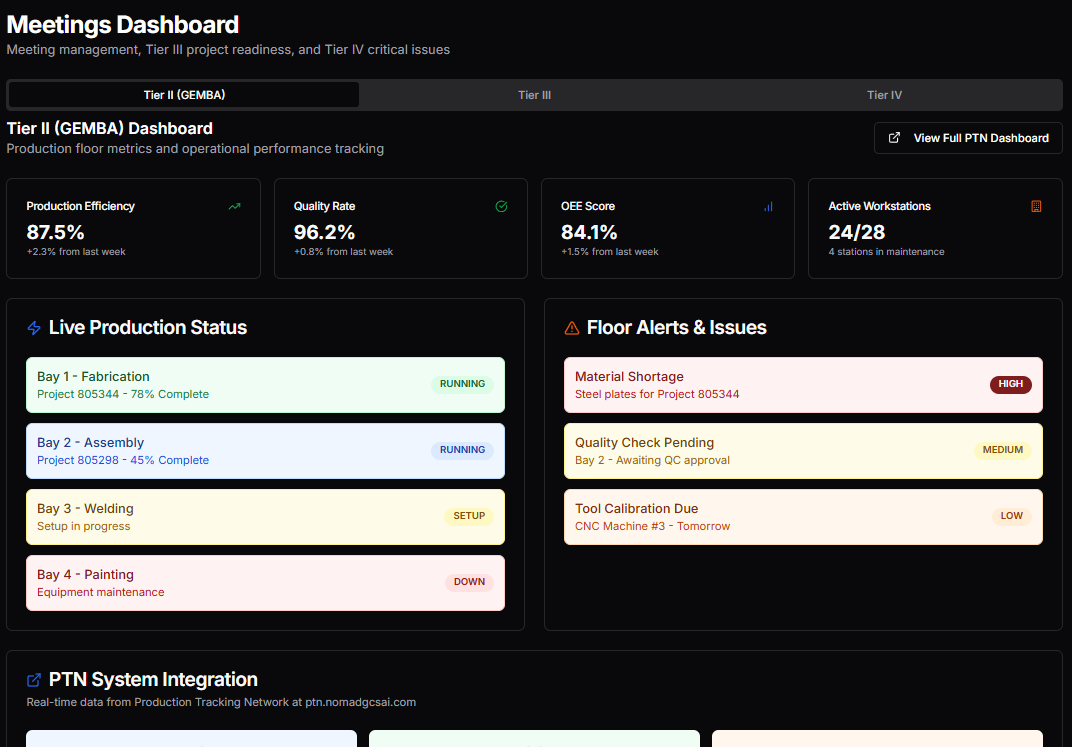 Meetings Dashboard
Meeting management, Tier III project readiness, and Tier IV critical issues
Tier II (GEMBA)
Tier III
Tier IV
Tier II (GEMBA) Dashboard
Production floor metrics and operational performance tracking
View Full PTN Dashboard
Production Efficiency
87.5%
+2.3% from last week
Quality Rate
96.2%
+0.8% from last week
OEE Score
84.1%
+1.5% from last week
Active Workstations
24/28
4 stations in maintenance
Live Production Status
Bay 1 - Fabrication
Project 805344 - 78% Complete
RUNNING
Bay 2 - Assembly
Project 805298 - 45% Complete
RUNNING
Bay 3 - Welding
Setup in progress
SETUP
Bay 4 - Painting
Equipment maintenance
DOWN
Floor Alerts & Issues
Material Shortage
Steel plates for Project 805344
HIGH
Quality Check Pending
Bay 2 - Awaiting QC approval
MEDIUM
Tool Calibration Due
CNC Machine #3 - Tomorrow
LOW
PTN System Integration
Real-time data from Production Tracking Network at ptn.nomadgcsai.com